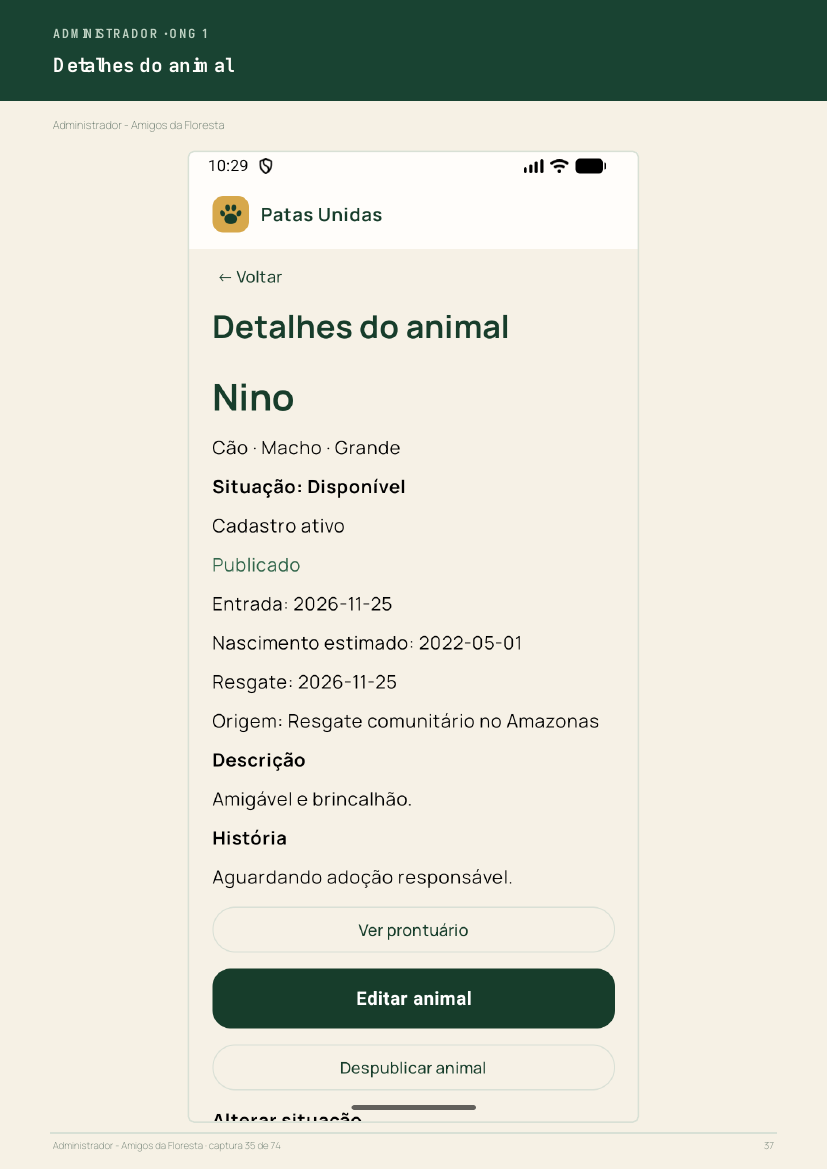 ADMINISTRADOR · ONG 1
Detalhes do animal
Administrador - Amigos da Floresta
10:29
Patas Unidas
← Voltar
Detalhes do animal
Nino
Cão · Macho · Grande
Situação: Disponível
Cadastro ativo
Publicado
Entrada: 2026-11-25
Nascimento estimado: 2022-05-01
Resgate: 2026-11-25
Origem: Resgate comunitário no Amazonas
Descrição
Amigável e brincalhão.
História
Aguardando adoção responsável.
Ver prontuário
Editar animal
Despublicar animal
Alterar situação
Administrador - Amigos da Floresta · captura 35 de 74
37